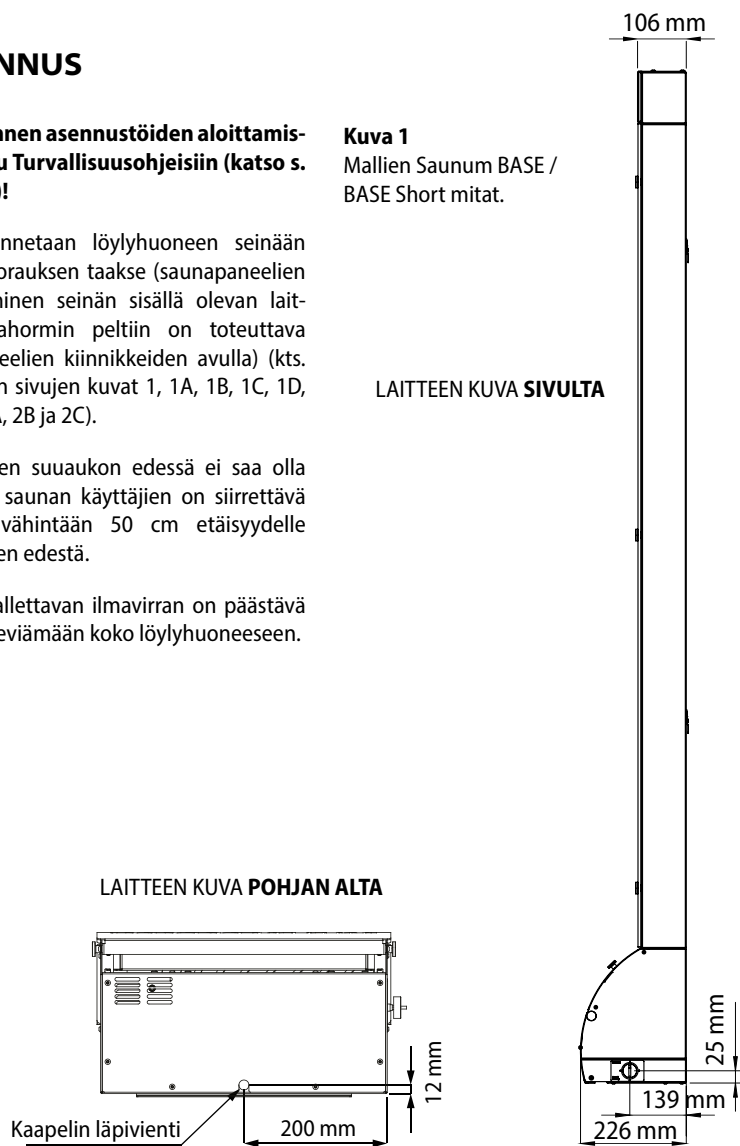 NNUS
nnen asennustöiden aloittamis-
u Turvallisuusohjeisiin (katso s.
)!
nnetaan löylyhuoneen seinään
orauksen taakse (saunapaneelien
ninen seinän sisällä olevan lait-
ahormin peltiin on toteuttava
eelien kiinnikkeiden avulla) (kts.
n sivujen kuvat 1, 1A, 1B, 1C, 1D,
A, 2B ja 2C).
en suuaukon edessä ei saa olla
saunan käyttäjien on siirrettävä
vähintään 50 cm etäisyydelle
en edestä.
allettavan ilmavirran on päästävä
eviämään koko löylyhuoneeseen.
Kuva 1
Mallien Saunum BASE /
BASE Short mitat.
106 mm
LAITTEEN KUVA SIVULTA
LAITTEEN KUVA POHJAN ALTA
Kaapelin läpivienti
200 mm
12 mm
25 mm
139 mm
226 mm